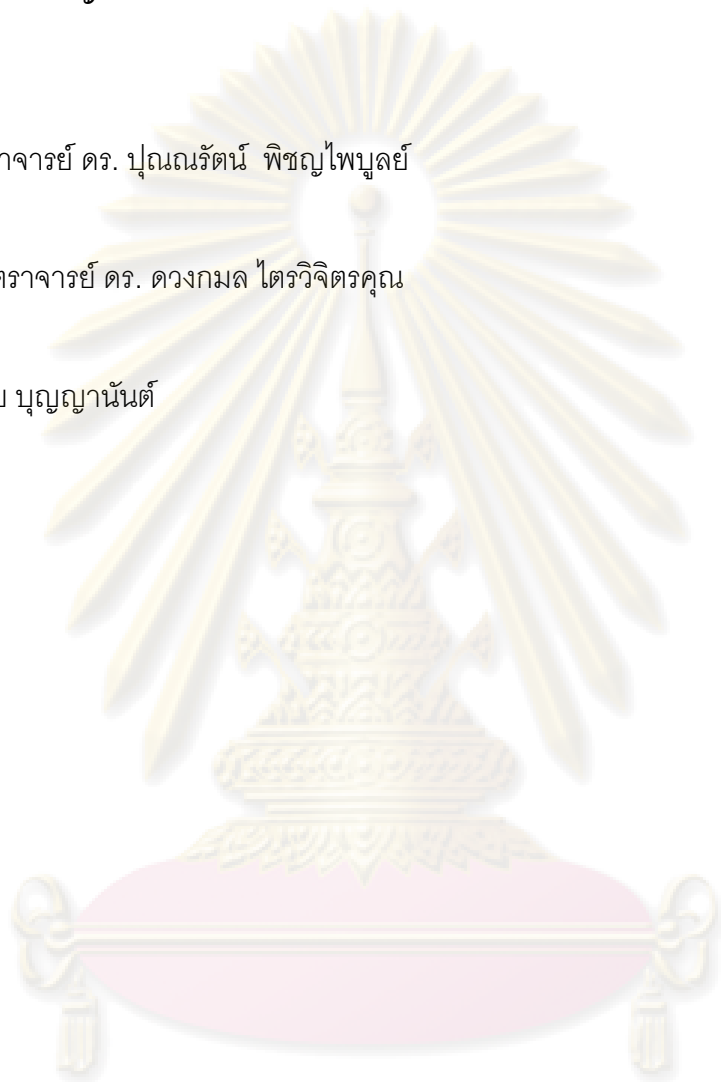 าจารย์ ดร. ปุณณรัตน์ พิชญไพบูลย์
ตราจารย์ ดร. ดวงกมล ไตรวิจิตรคุณ
บุญญานันต์